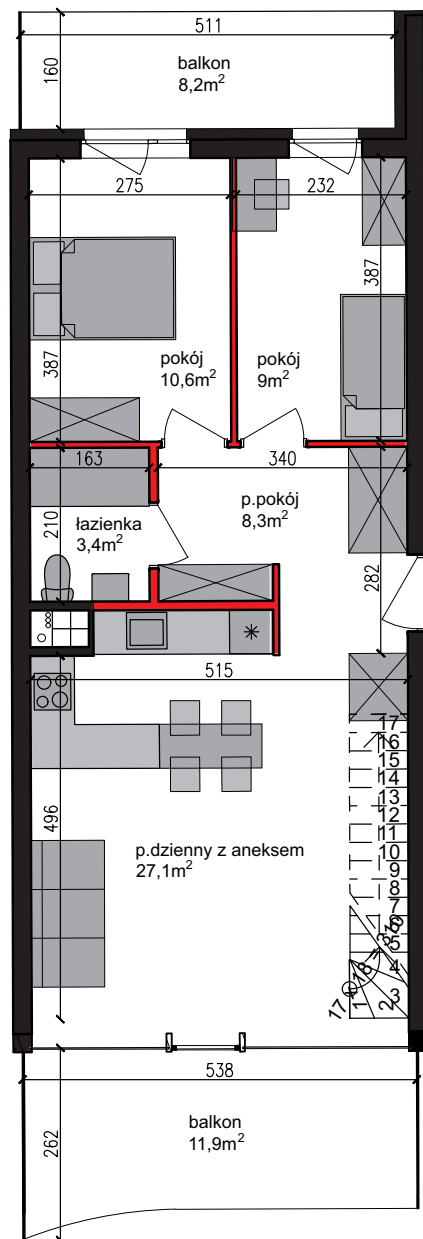 511
160
balkon
8,2m²
275
232
387
387
pokój
10,6m²
pokój
9m²
163
340
p.pokój
8,3m²
210
łazienka
3,4m²
282
515
17
16
15
14
13
12
11
10
9
8
7
6
5
4
3
2
1
496
p.dzienny z aneksem
27,1m²
538
balkon
11,9m²
262